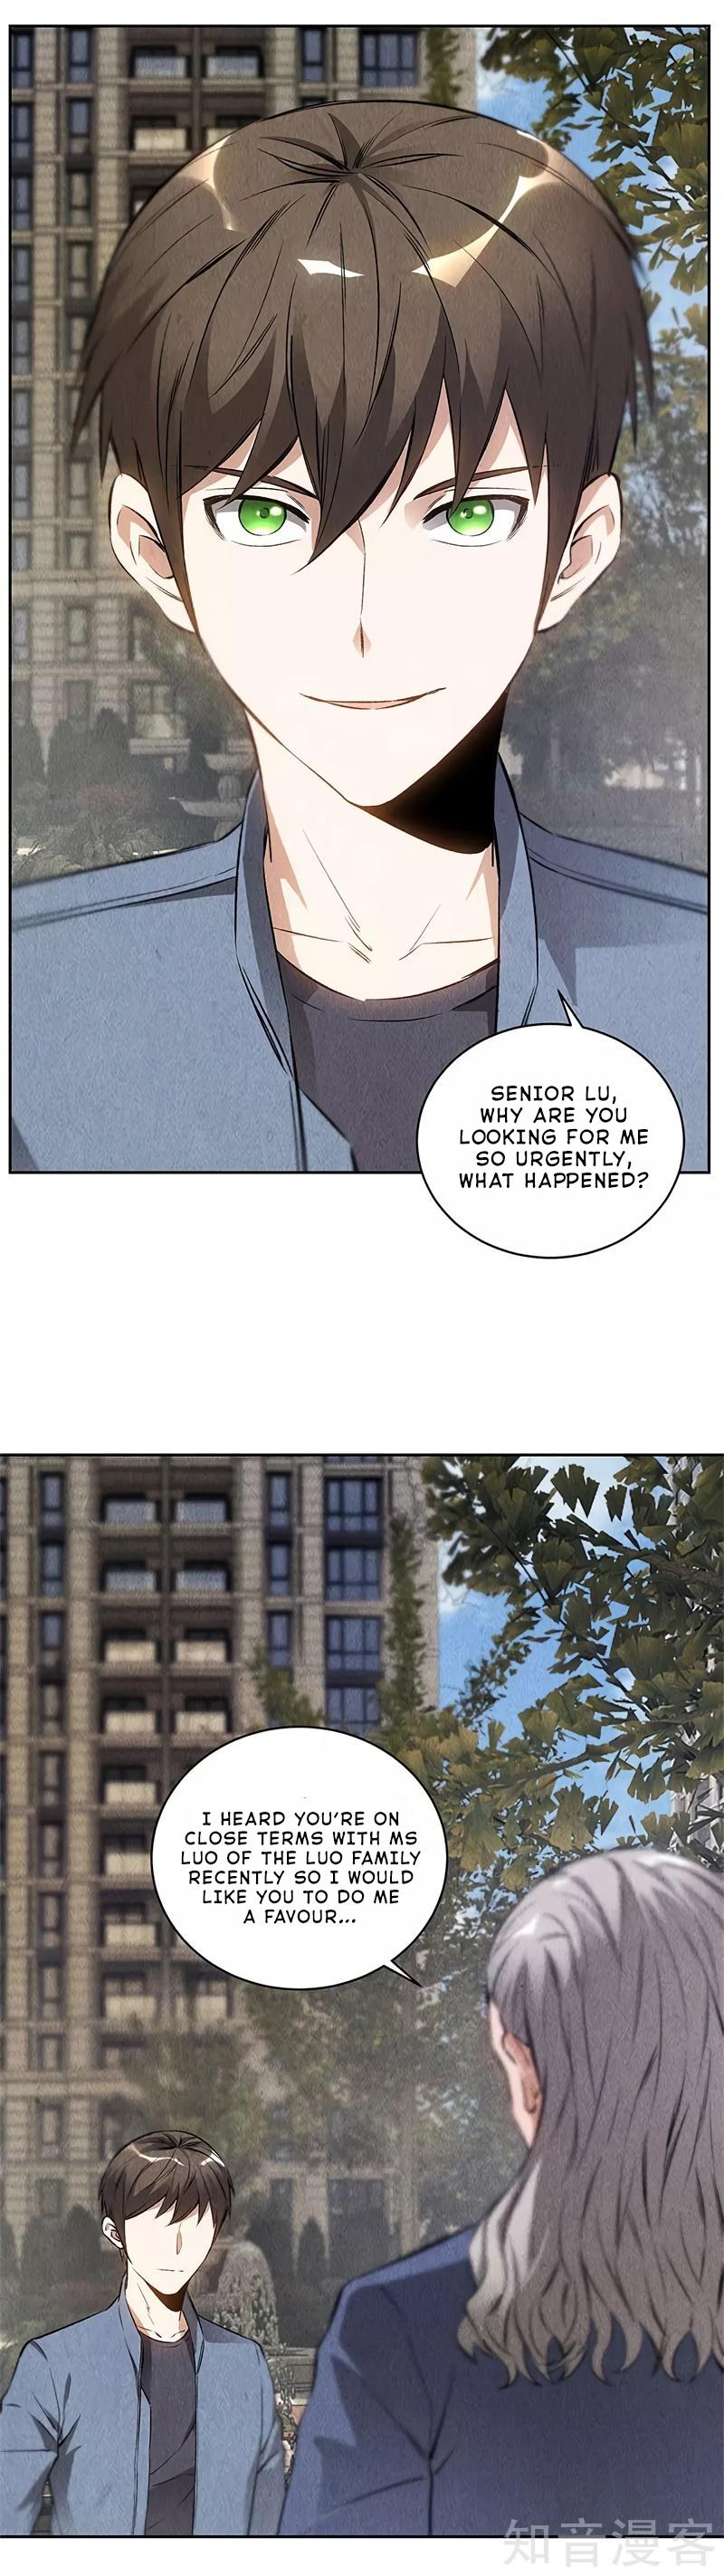 SENIOR LU,
WHY ARE YOU
LOOKING FOR ME
SO URGENTLY,
WHAT HAPPENED?
I HEARD YOU'RE ON
CLOSE TERMS WITH MS
LUO OF THE LUO FAMILY
RECENTLY SO I WOULD
LIKE YOU TO DO ME
A FAVOUR...
知音漫客